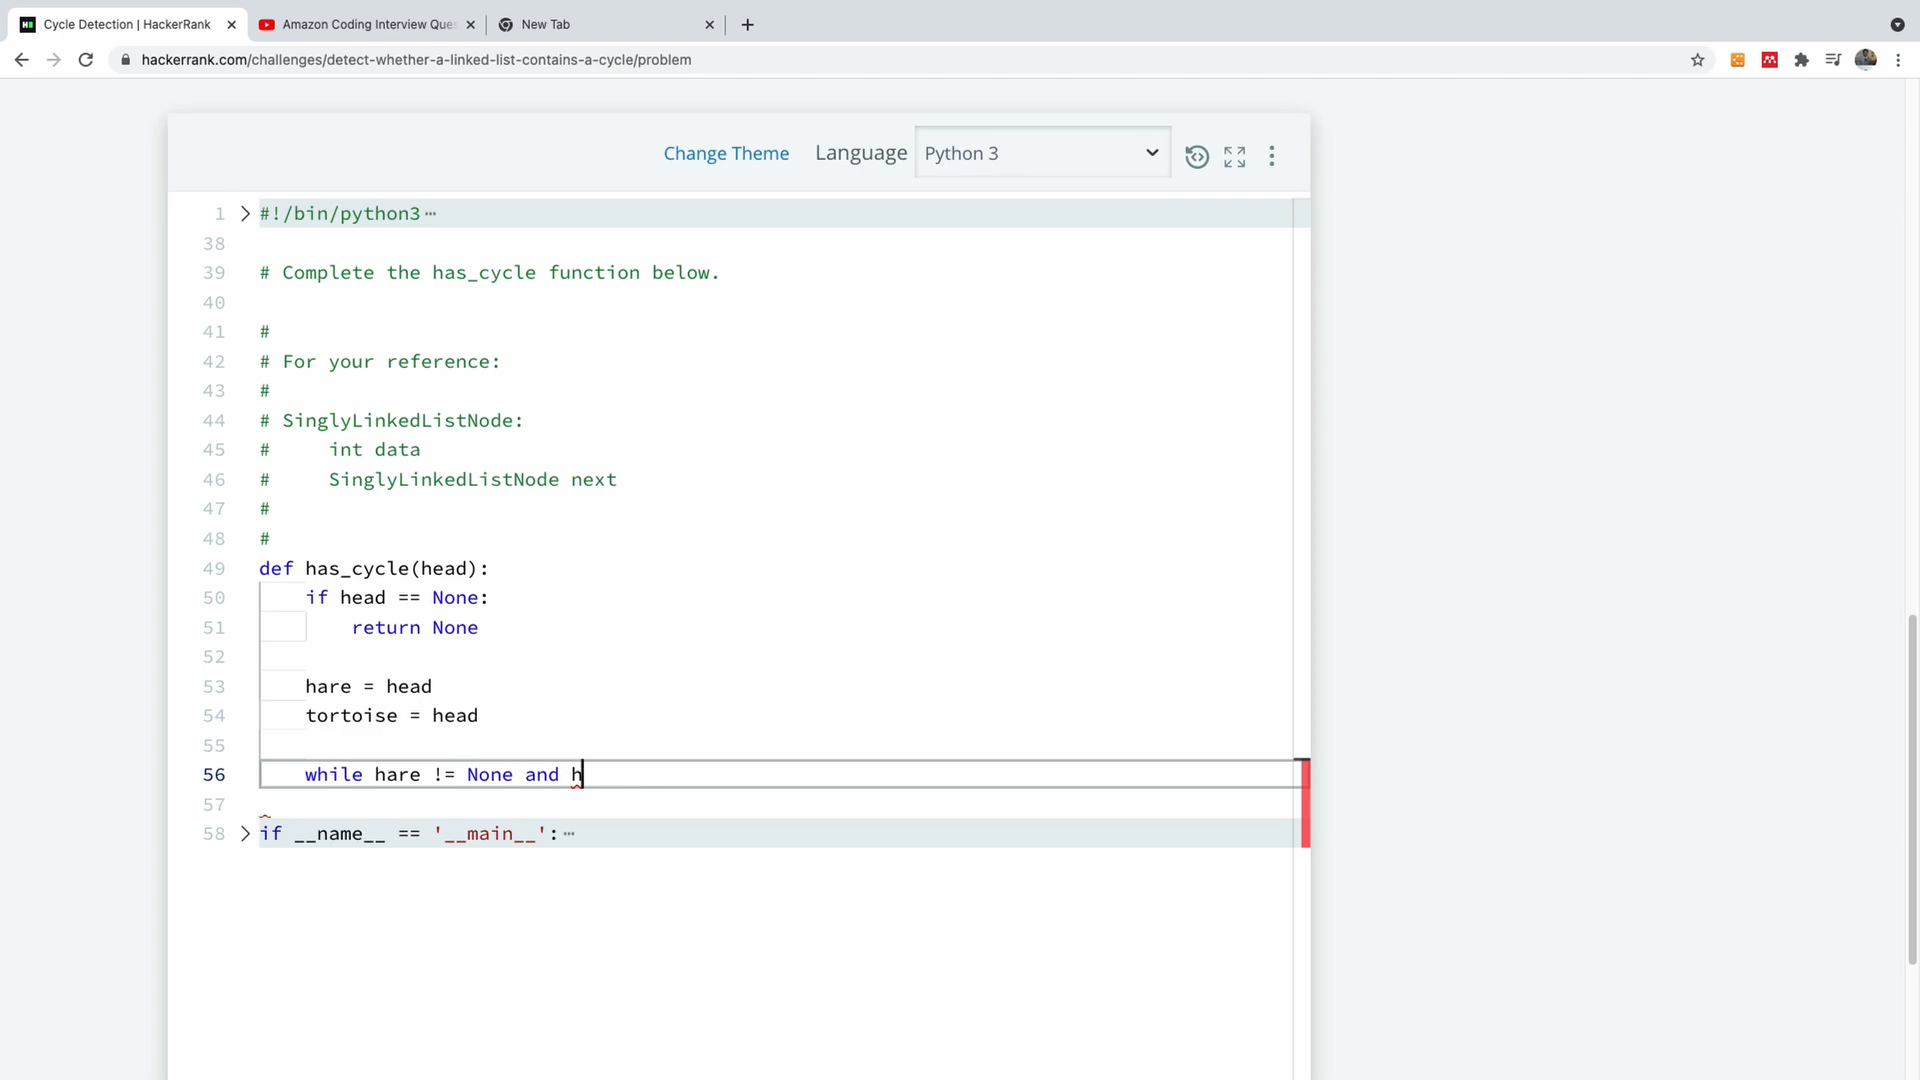 Cycle Detection | HackerRank
Amazon Coding Interview Ques
New Tab
hackerrank.com/challenges/detect-whether-a-linked-list-contains-a-cycle/problem
Change Theme Language Python 3
1 #!/bin/python3 ⋯
38
39 # Complete the has_cycle function below.
40
41 #
42 # For your reference:
43 #
44 # SinglyLinkedListNode:
45 #     int data
46 #     SinglyLinkedListNode next
47 #
48 #
49 def has_cycle(head):
50     if head == None:
51         return None
52
53     hare = head
54     tortoise = head
55
56     while hare != None and h
57
58 if __name__ == '__main__': ⋯